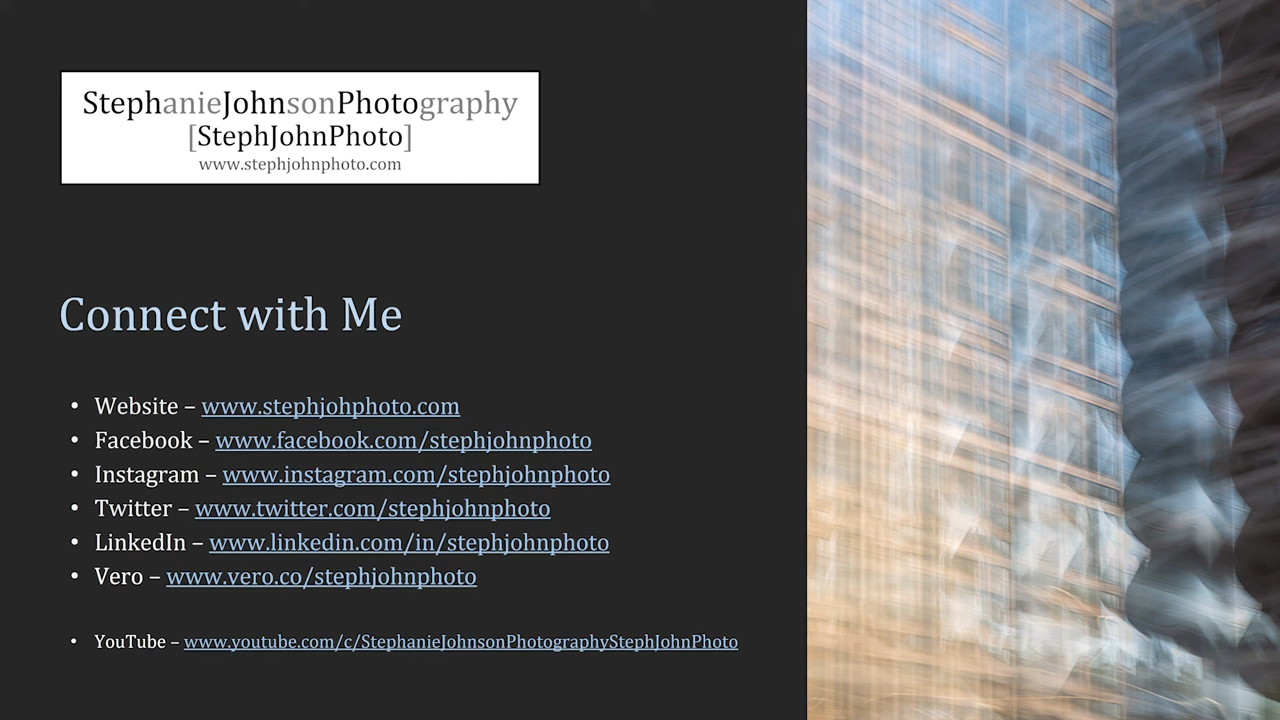 StephanieJohnsonPhotography
[StephJohnPhoto]
www.stephjohnphoto.com
Connect with Me
• Website – www.stephjohphoto.com
• Facebook – www.facebook.com/stephjohnphoto
• Instagram – www.instagram.com/stephjohnphoto
• Twitter – www.twitter.com/stephjohnphoto
• LinkedIn – www.linkedin.com/in/stephjohnphoto
• Vero – www.vero.co/stephjohnphoto
• YouTube – www.youtube.com/c/StephanieJohnsonPhotographyStephJohnPhoto